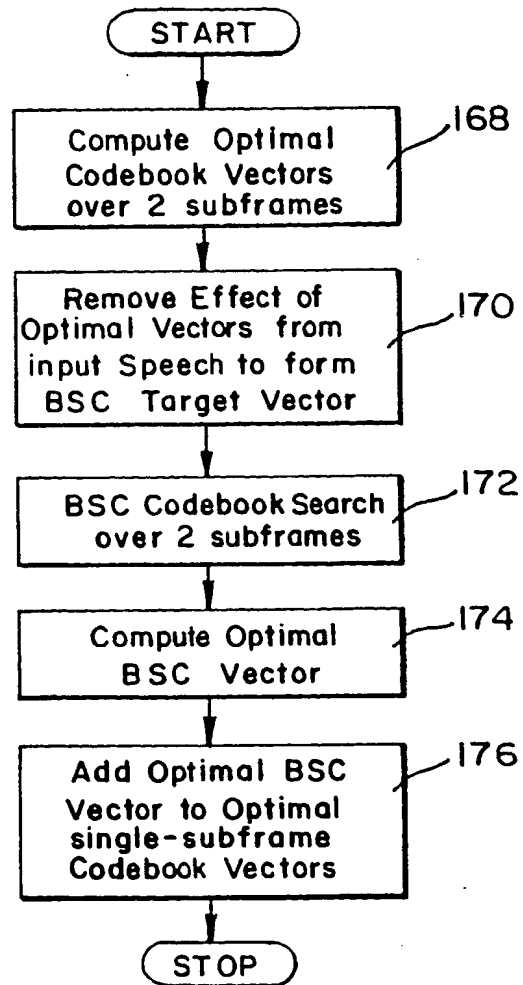 START
Compute Optimal
Codebook Vectors
over 2 subframes
168
Remove Effect of
Optimal Vectors from
input Speech to form
BSC Target Vector
170
BSC Codebook Search
over 2 subframes
172
Compute Optimal
BSC Vector
174
Add Optimal BSC
Vector to Optimal
single-subframe
Codebook Vectors
176
STOP